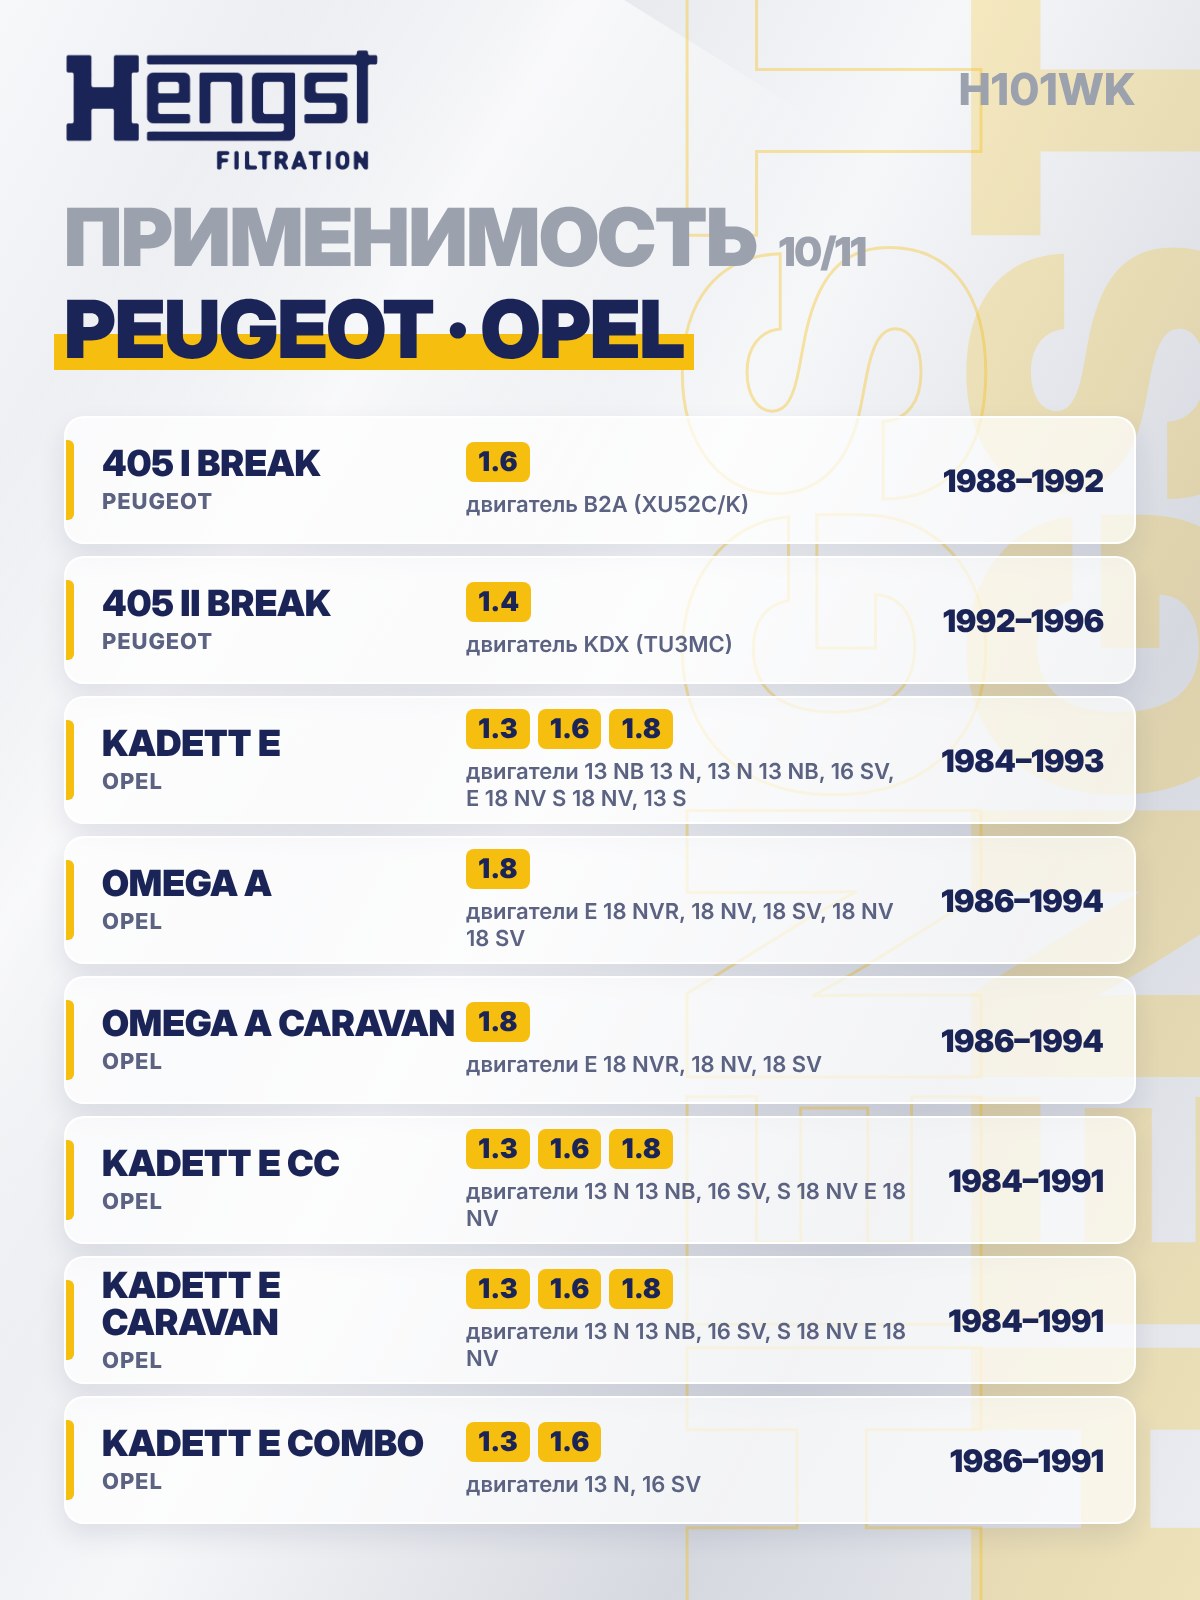 Hengst
FILTRATION
H101WK
ПРИМЕНИМОСТЬ 10/11
PEUGEOT · OPEL
405 I BREAK
PEUGEOT
1.6
двигатель B2A (XU52C/K)
1988–1992
405 II BREAK
PEUGEOT
1.4
двигатель KDX (TU3MC)
1992–1996
KADETT E
OPEL
1.3 1.6 1.8
двигатели 13 NB 13 N, 13 N 13 NB, 16 SV,
E 18 NV S 18 NV, 13 S
1984–1993
OMEGA A
OPEL
1.8
двигатели E 18 NVR, 18 NV, 18 SV, 18 NV
18 SV
1986–1994
OMEGA A CARAVAN
OPEL
1.8
двигатели E 18 NVR, 18 NV, 18 SV
1986–1994
KADETT E CC
OPEL
1.3 1.6 1.8
двигатели 13 N 13 NB, 16 SV, S 18 NV E 18
NV
1984–1991
KADETT E
CARAVAN
OPEL
1.3 1.6 1.8
двигатели 13 N 13 NB, 16 SV, S 18 NV E 18
NV
1984–1991
KADETT E COMBO
OPEL
1.3 1.6
двигатели 13 N, 16 SV
1986–1991
HENGST
HENGST